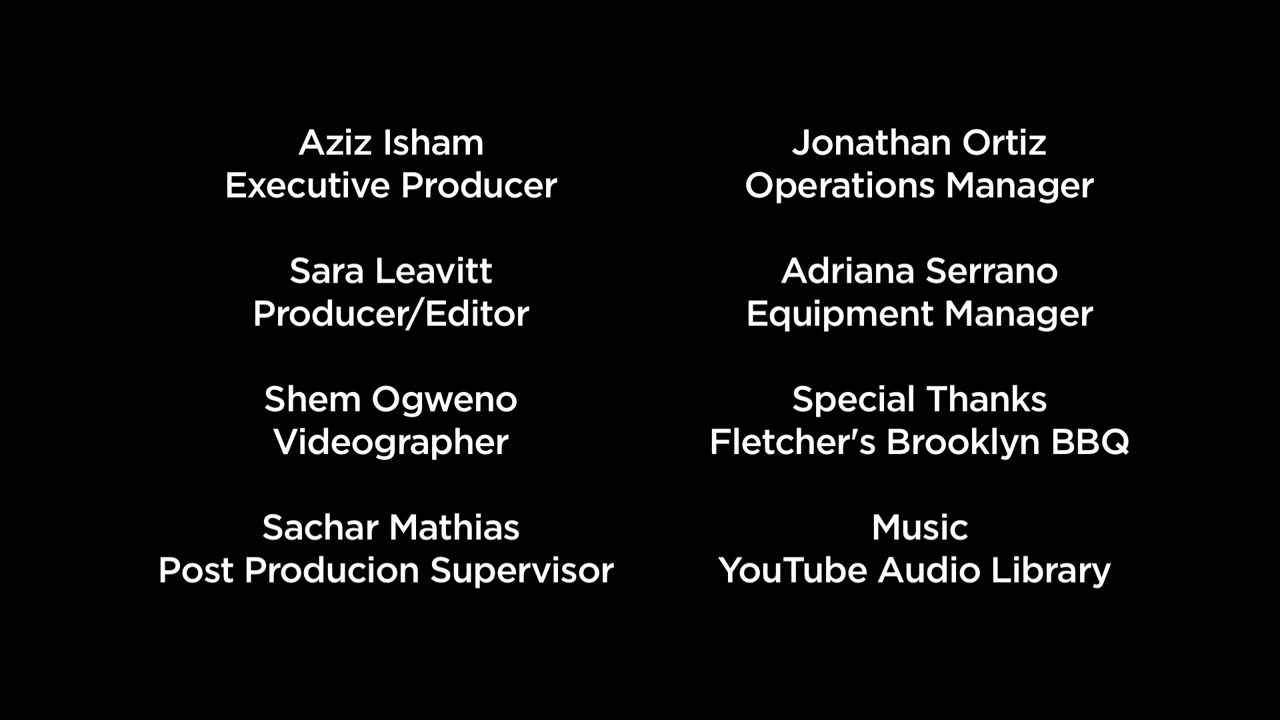 Aziz Isham
Executive Producer
Sara Leavitt
Producer/Editor
Shem Ogweno
Videographer
Sachar Mathias
Post Producion Supervisor
Jonathan Ortiz
Operations Manager
Adriana Serrano
Equipment Manager
Special Thanks
Fletcher's Brooklyn BBQ
Music
YouTube Audio Library